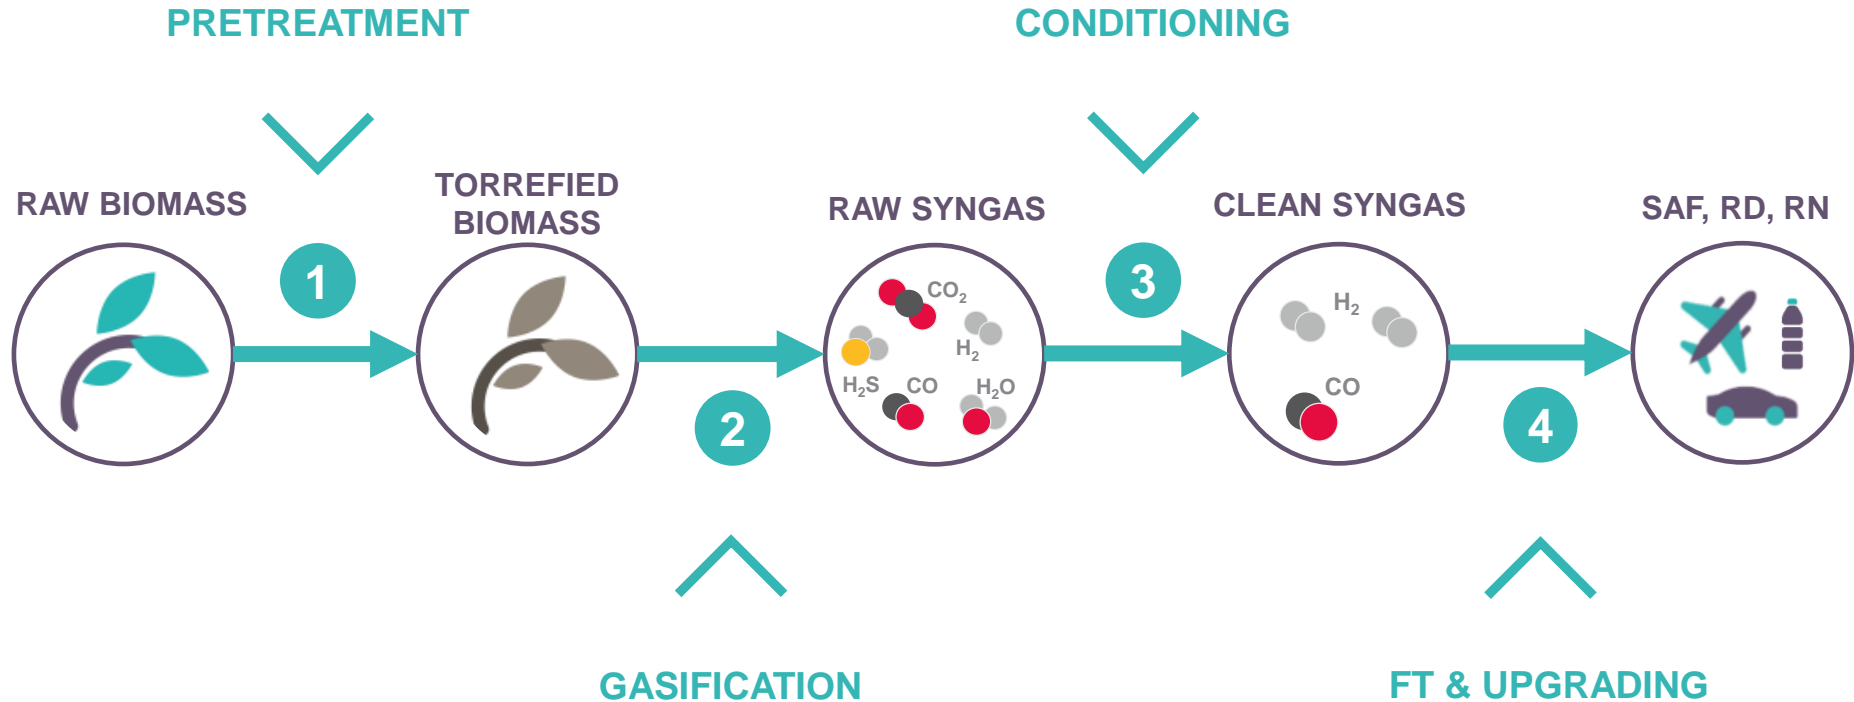 PRETREATMENT
CONDITIONING
RAW BIOMASS
TORREFIED
BIOMASS
RAW SYNGAS
CLEAN SYNGAS
SAF, RD, RN
1
2
3
4
CO₂
H₂
H₂S
CO
H₂O
H₂
CO
GASIFICATION
FT & UPGRADING